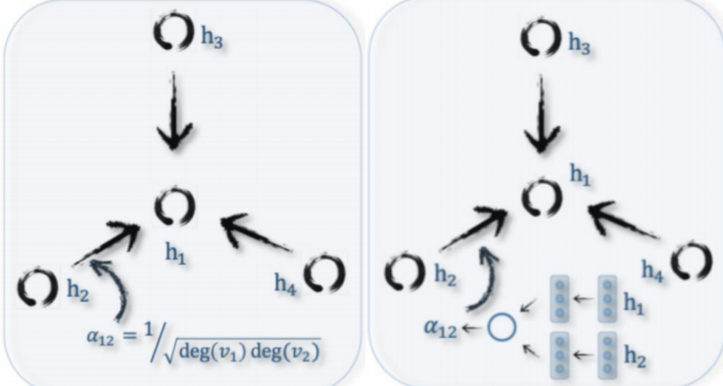 h₃
h₁
h₂
h₄
α₁₂ = 1/√deg(v₁) deg(v₂)
h₃
h₁
h₂
h₄
α₁₂
h₁
h₂